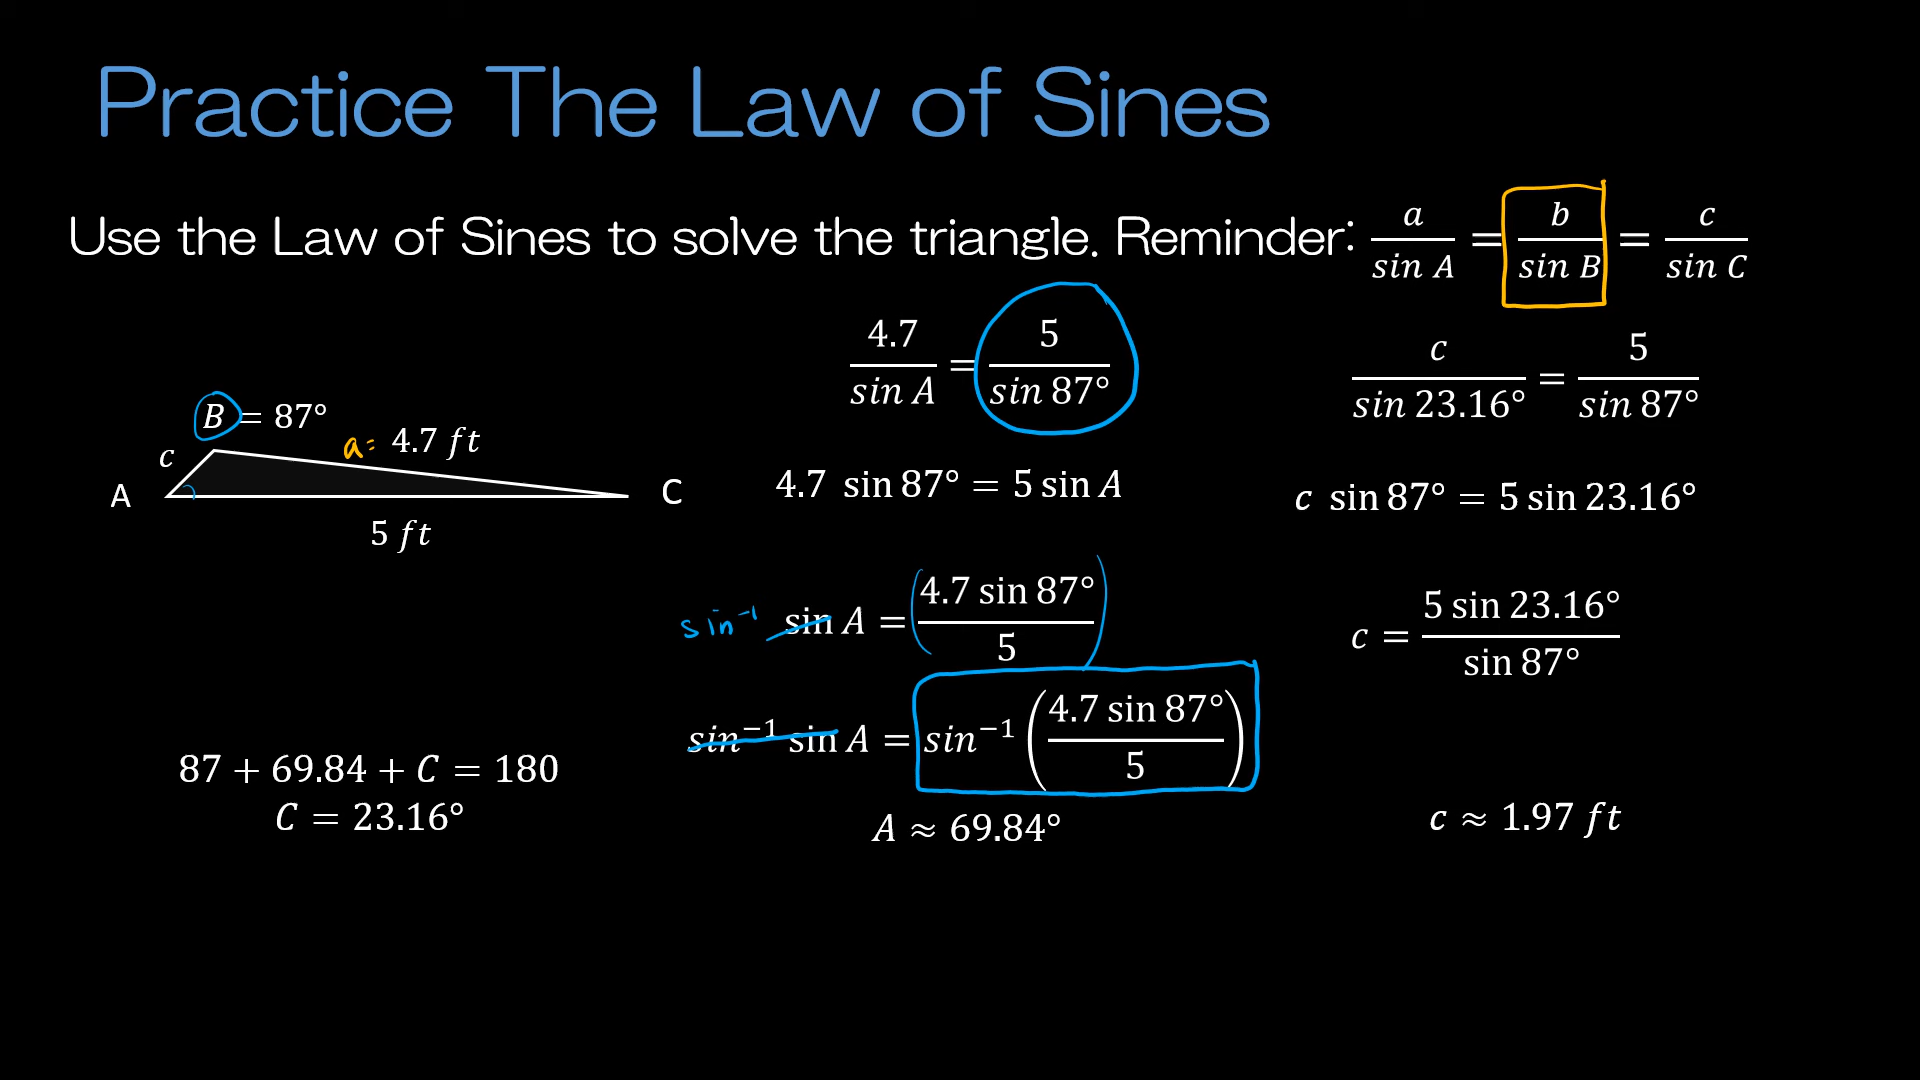 Practice The Law of Sines
Use the Law of Sines to solve the triangle. Reminder: a/sin A = b/sin B = c/sin C
B = 87°
a= 4.7 ft
c
A
C
5 ft
87 + 69.84 + C = 180
C = 23.16°
4.7/sin A = 5/sin 87°
4.7 sin 87° = 5 sin A
sin⁻¹ sin A = (4.7 sin 87°/5)
sin⁻¹ sin A = sin⁻¹(4.7 sin 87°/5)
A ≈ 69.84°
c/sin 23.16° = 5/sin 87°
c sin 87° = 5 sin 23.16°
c = 5 sin 23.16°/sin 87°
c ≈ 1.97 ft